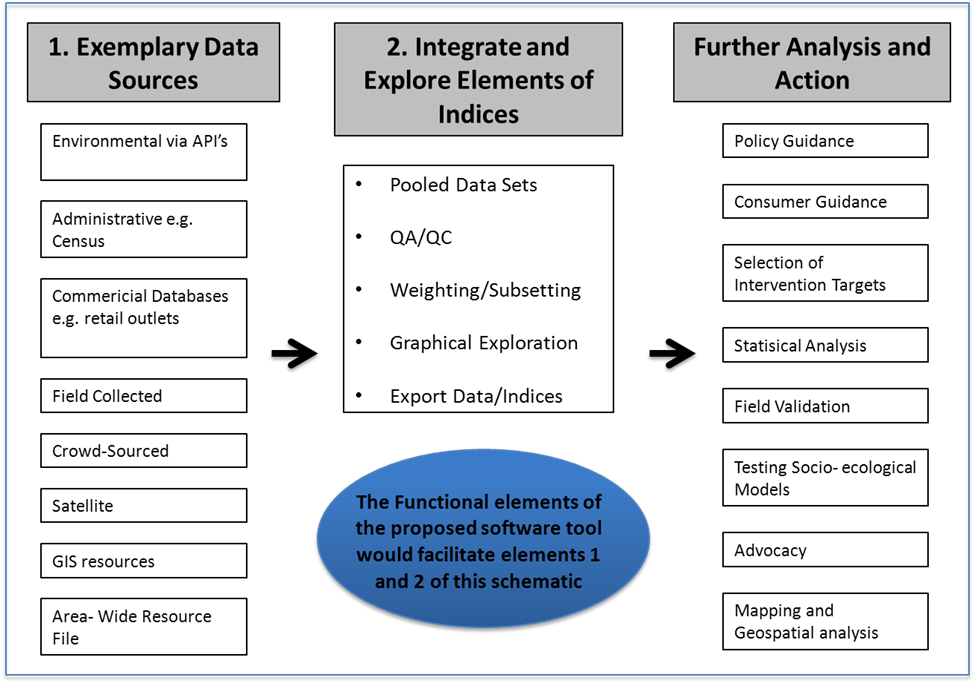 1. Exemplary Data
Sources
Environmental via API's
Administrative e.g.
Census
Commericial Databases
e.g. retail outlets
Field Collected
Crowd-Sourced
Satellite
GIS resources
Area- Wide Resource
File
2. Integrate and
Explore Elements of
Indices
• Pooled Data Sets
• QA/QC
• Weighting/Subsetting
• Graphical Exploration
• Export Data/Indices
The Functional elements of
the proposed software tool
would facilitate elements 1
and 2 of this schematic
Further Analysis and
Action
Policy Guidance
Consumer Guidance
Selection of
Intervention Targets
Statisical Analysis
Field Validation
Testing Socio- ecological
Models
Advocacy
Mapping and
Geospatial analysis